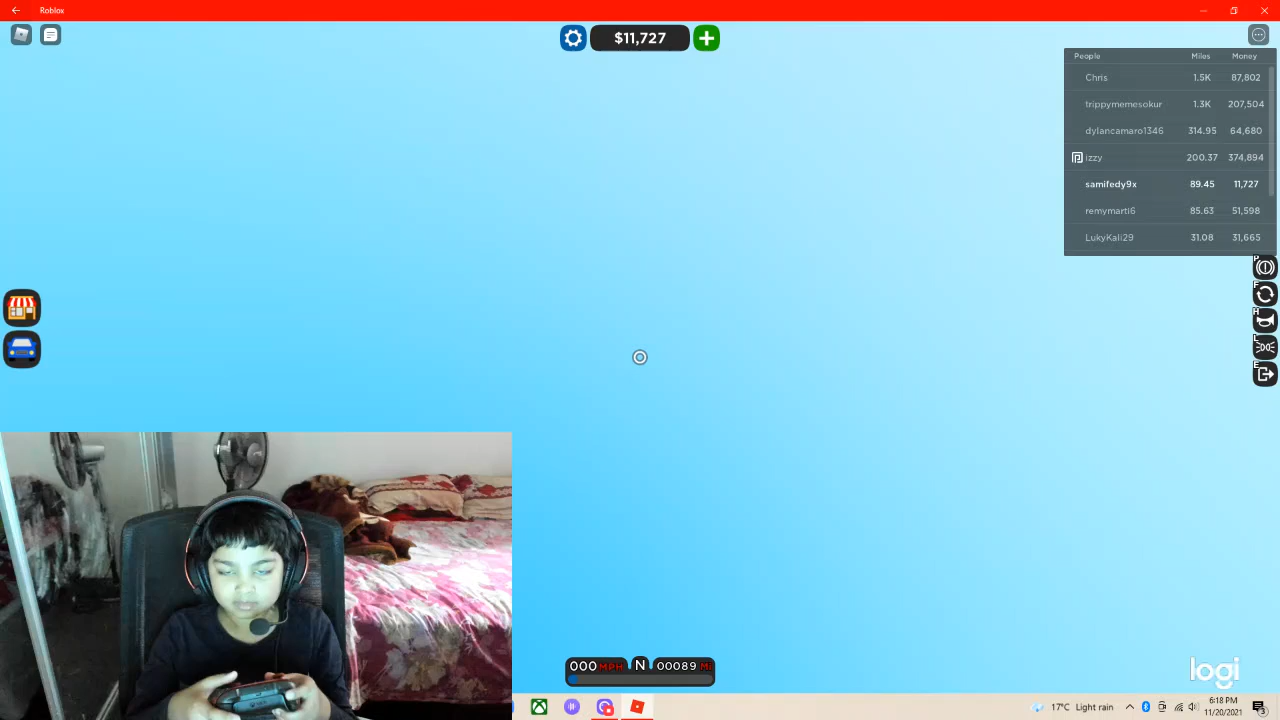 Roblox
$11,727
People Miles Money
Chris 1.5K 87,802
trippymemesokur 1.3K 207,504
dylancamaro1346 314.95 64,680
izzy 200.37 374,894
samifedy9x 89.45 11,727
remymarti6 85.63 51,598
LukyKali29 31.08 31,665
P
F
H
L
E
000 MPH N 00089 Mi
logi
17°C Light rain
6:18 PM
11/20/2021
3